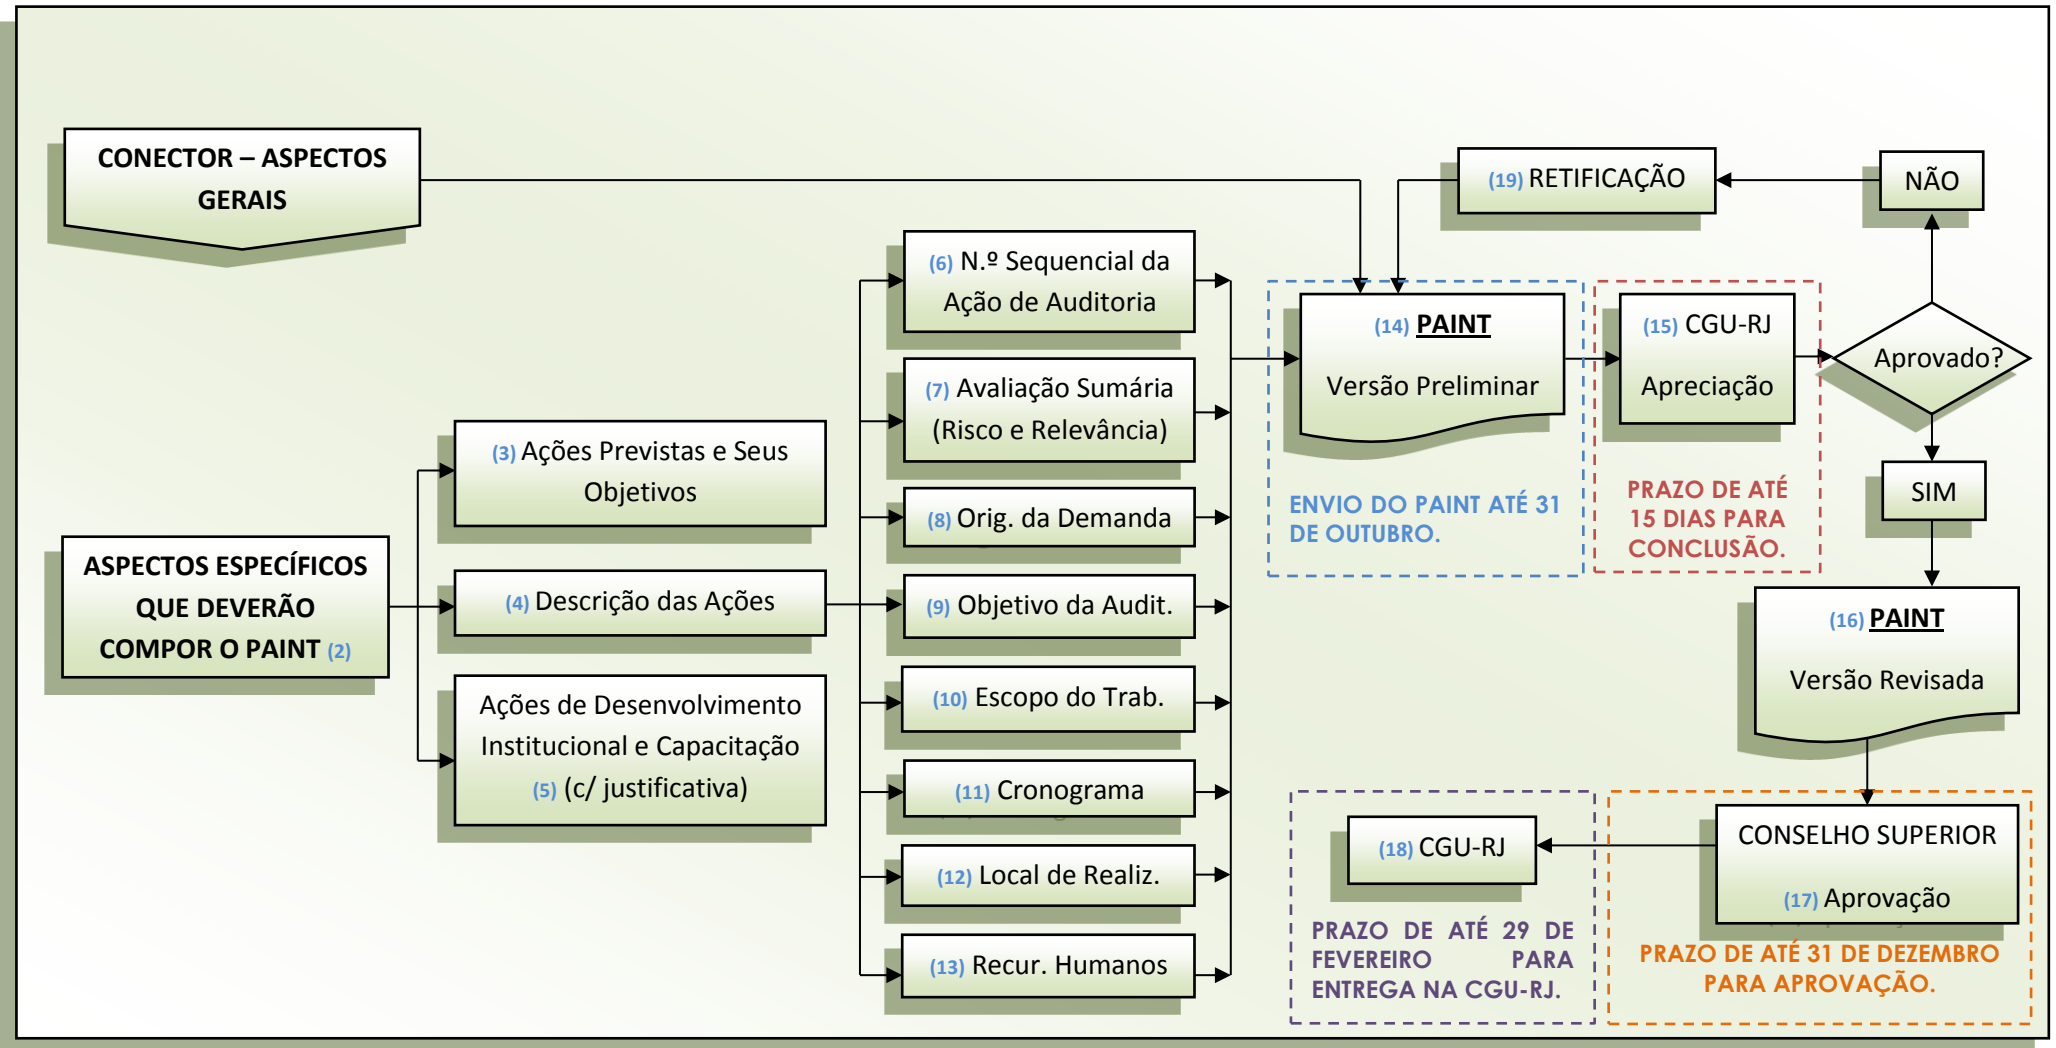 CONECTOR – ASPECTOS
GERAIS
ASPECTOS ESPECÍFICOS
QUE DEVERÃO
COMPOR O PAINT (2)
(3) Ações Previstas e Seus
Objetivos
(4) Descrição das Ações
Ações de Desenvolvimento
Institucional e Capacitação
(5) (c/ justificativa)
(6) N.º Sequencial da
Ação de Auditoria
(7) Avaliação Sumária
(Risco e Relevância)
(8) Orig. da Demanda
(9) Objetivo da Audit.
(10) Escopo do Trab.
(11) Cronograma
(12) Local de Realiz.
(13) Recur. Humanos
(14) PAINT
Versão Preliminar
ENVIO DO PAINT ATÉ 31
DE OUTUBRO.
(15) CGU-RJ
Apreciação
PRAZO DE ATÉ
15 DIAS PARA
CONCLUSÃO.
Aprovado?
NÃO
(19) RETIFICAÇÃO
SIM
(16) PAINT
Versão Revisada
CONSELHO SUPERIOR
(17) Aprovação
PRAZO DE ATÉ 31 DE DEZEMBRO
PARA APROVAÇÃO.
(18) CGU-RJ
PRAZO DE ATÉ 29 DE
FEVEREIRO PARA
ENTREGA NA CGU-RJ.